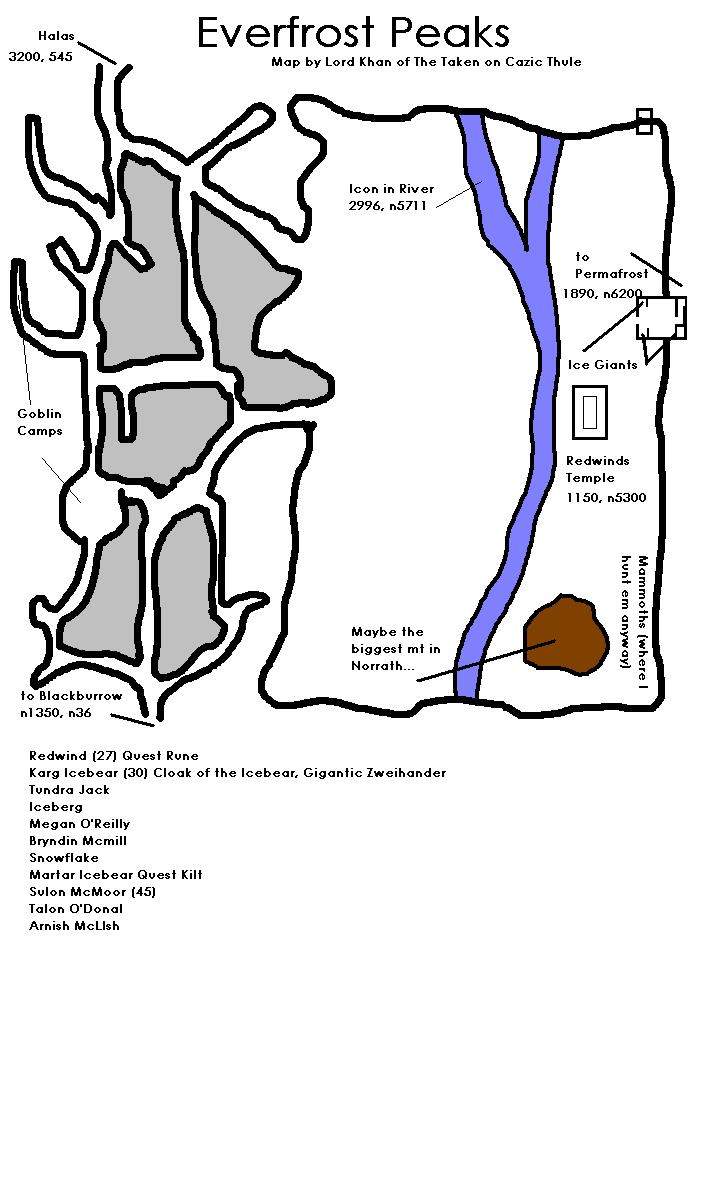 Everfrost Peaks
Map by Lord Khan of The Taken on Cazic Thule
Halas
3200, 545
Icon in River
2996, n5711
to
Permafrost
1890, n6200
Ice Giants
Goblin
Camps
Redwinds
Temple
1150, n5300
Mammoths (where I
hunt em anyway)
Maybe the
biggest mt in
Norrath...
to Blackburrow
n1350, n36
Redwind (27) Quest Rune
Karg Icebear (30) Cloak of the Icebear, Gigantic Zweihander
Tundra Jack
Iceberg
Megan O'Reilly
Bryndin Mcmill
Snowflake
Martar Icebear Quest Kilt
Sulon McMoor (45)
Talon O'Donal
Arnish McLIsh